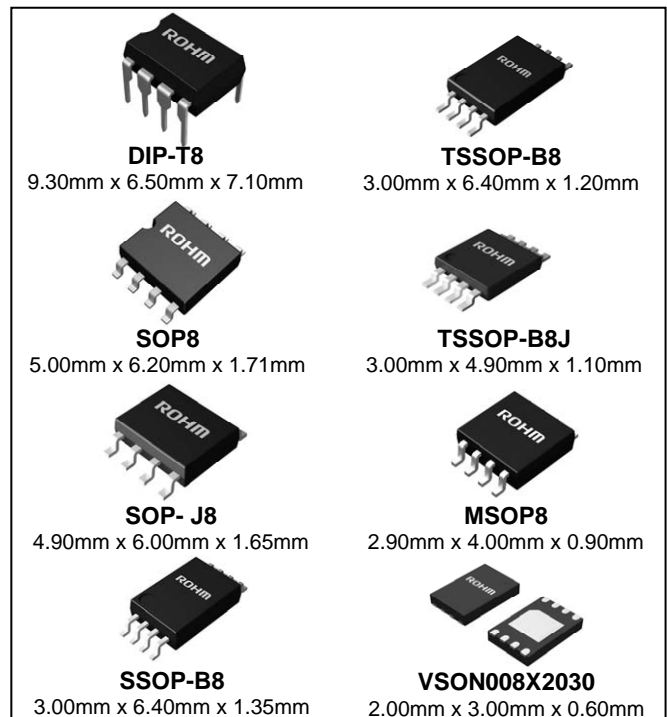 ROHM
DIP-T8
9.30mm x 6.50mm x 7.10mm
ROHM
TSSOP-B8
3.00mm x 6.40mm x 1.20mm
ROHM
SOP8
5.00mm x 6.20mm x 1.71mm
ROHM
TSSOP-B8J
3.00mm x 4.90mm x 1.10mm
ROHM
SOP- J8
4.90mm x 6.00mm x 1.65mm
ROHM
MSOP8
2.90mm x 4.00mm x 0.90mm
ROHM
SSOP-B8
3.00mm x 6.40mm x 1.35mm
ROHM
VSON008X2030
2.00mm x 3.00mm x 0.60mm